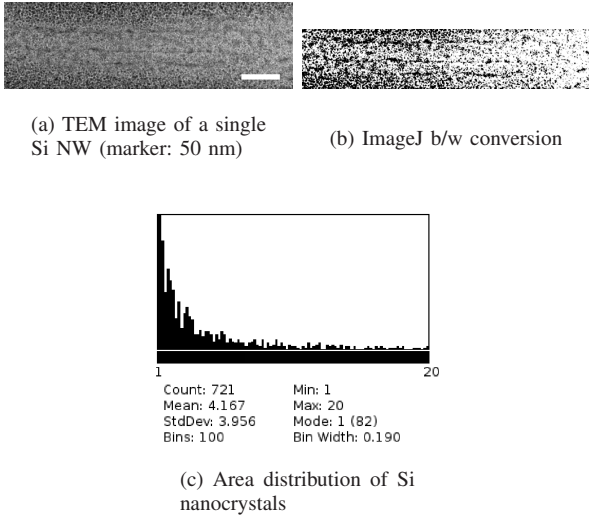 (a) TEM image of a single
Si NW (marker: 50 nm)
(b) ImageJ b/w conversion
1
20
Count: 721
Min: 1
Mean: 4.167
Max: 20
StdDev: 3.956
Mode: 1 (82)
Bins: 100
Bin Width: 0.190
(c) Area distribution of Si
nanocrystals